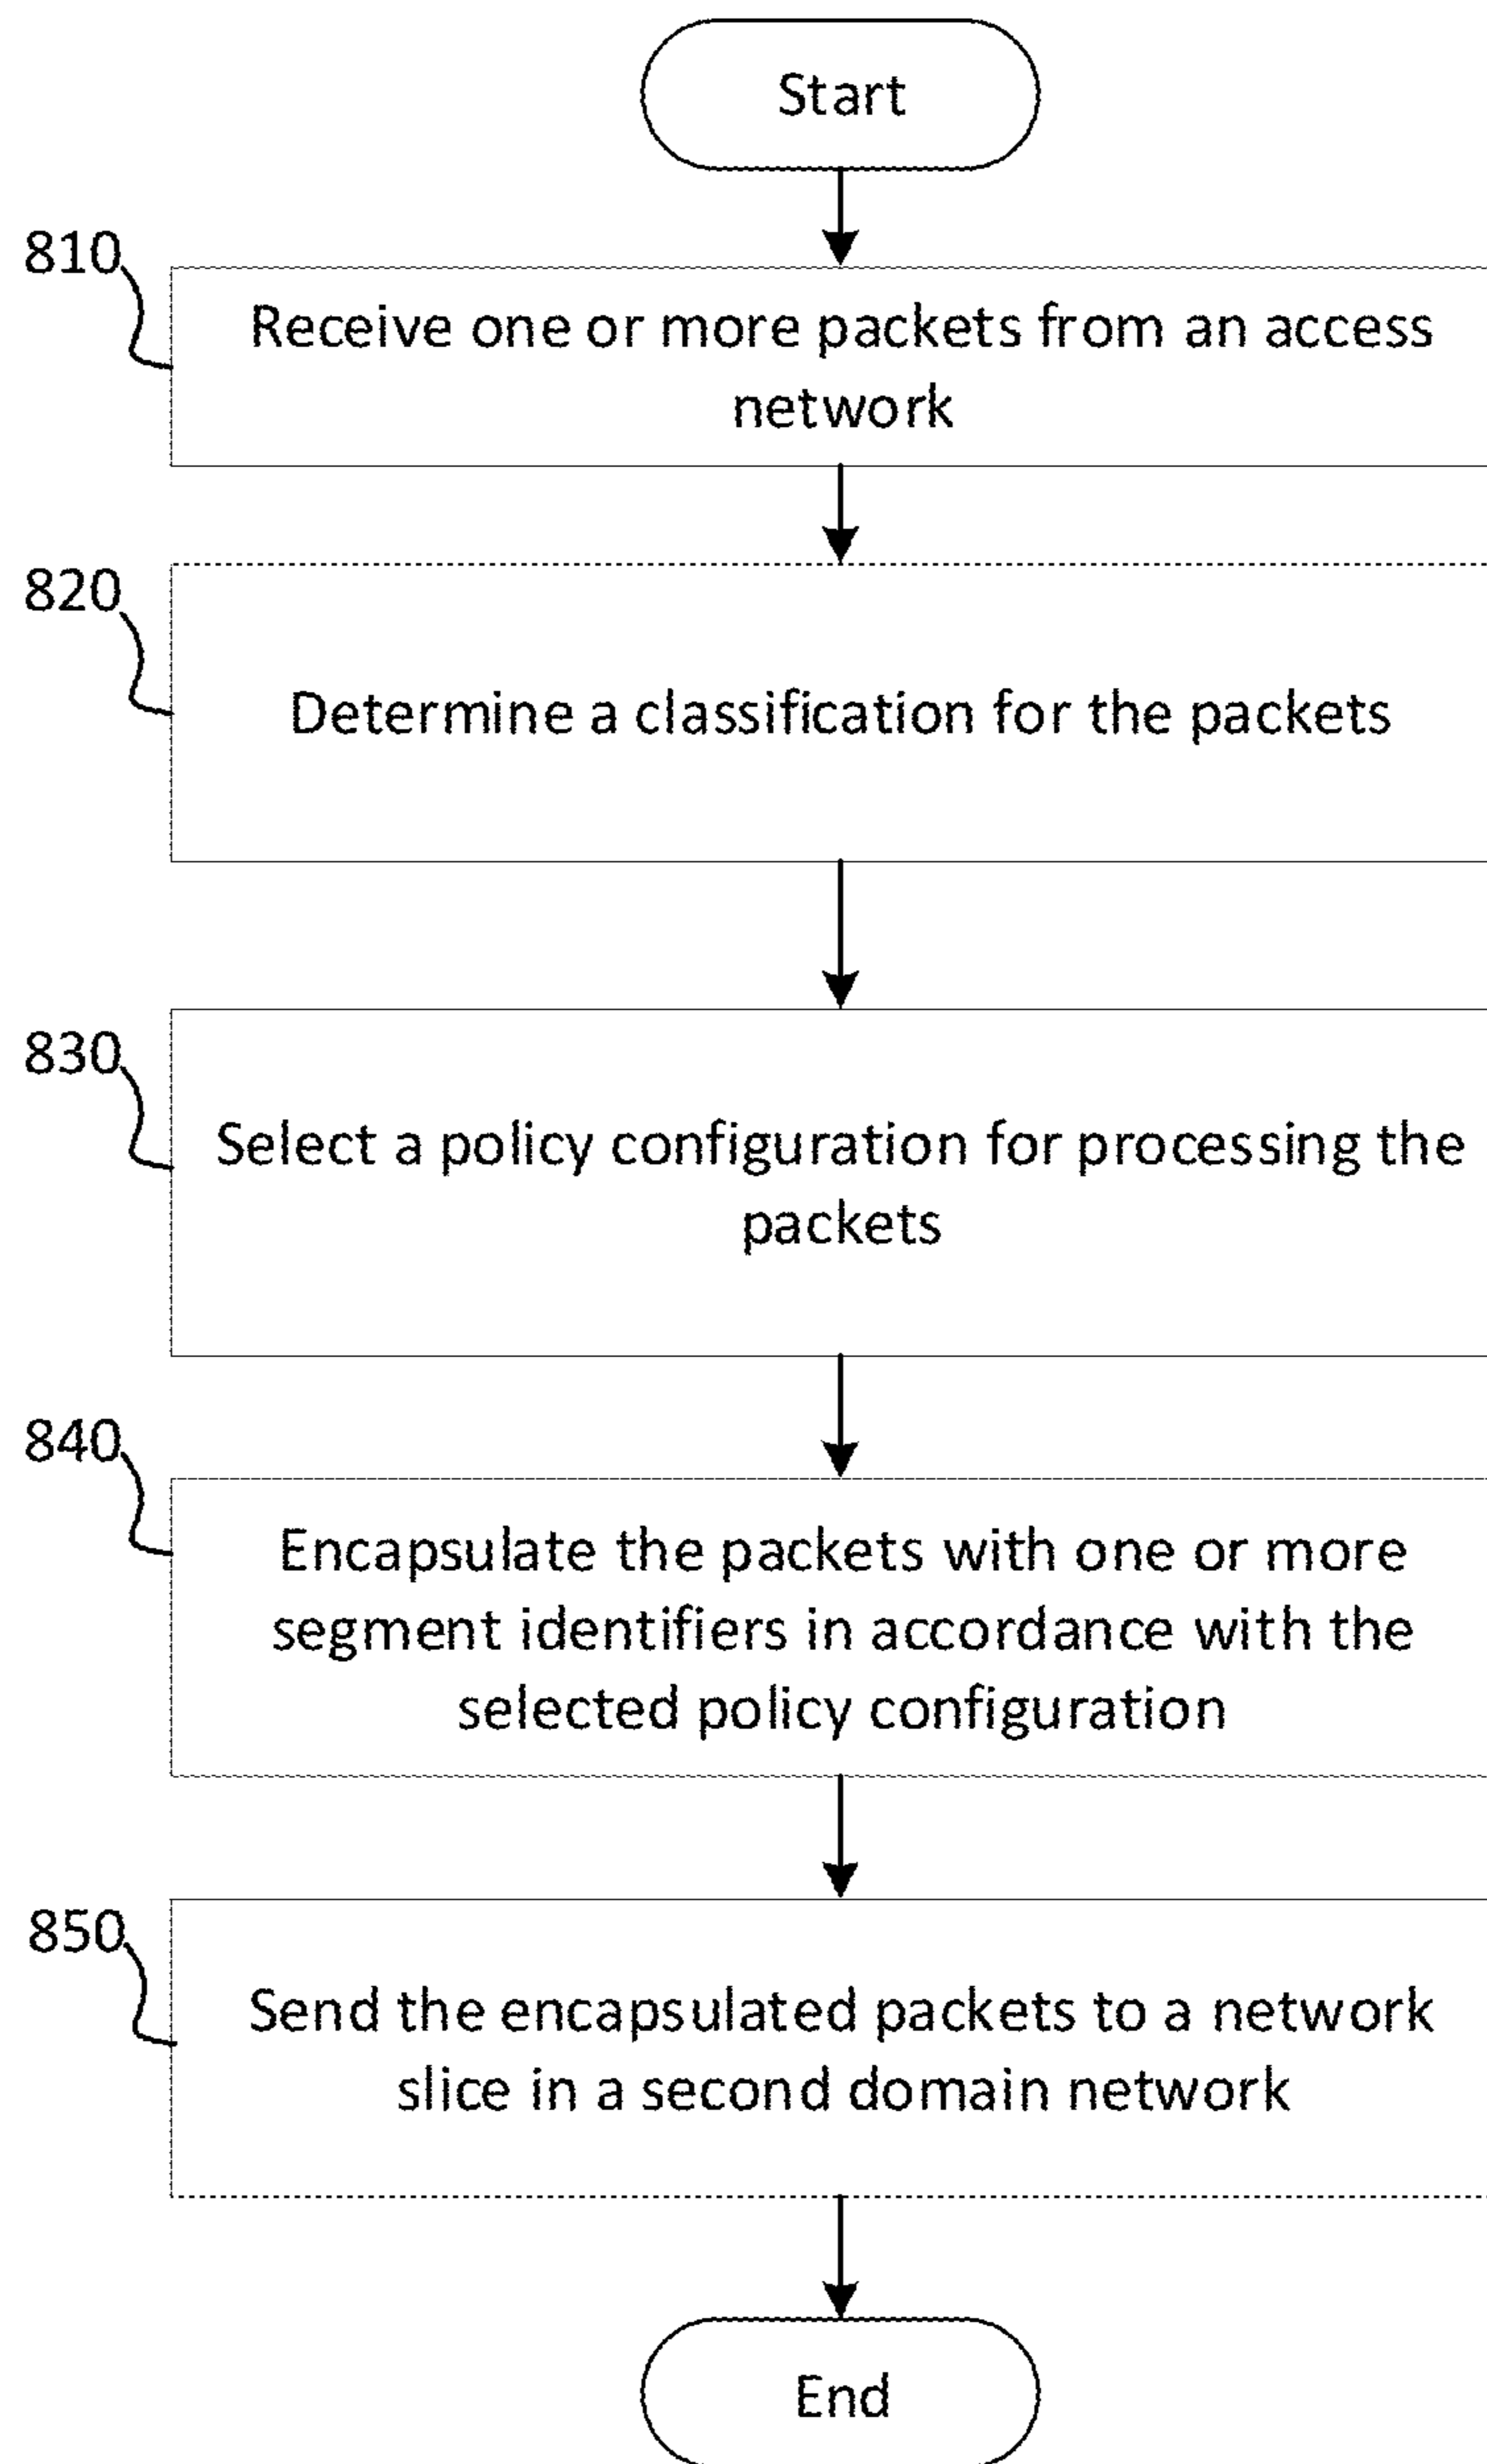 Start
810
Receive one or more packets from an access
network
820
Determine a classification for the packets
830
Select a policy configuration for processing the
packets
840
Encapsulate the packets with one or more
segment identifiers in accordance with the
selected policy configuration
850
Send the encapsulated packets to a network
slice in a second domain network
End